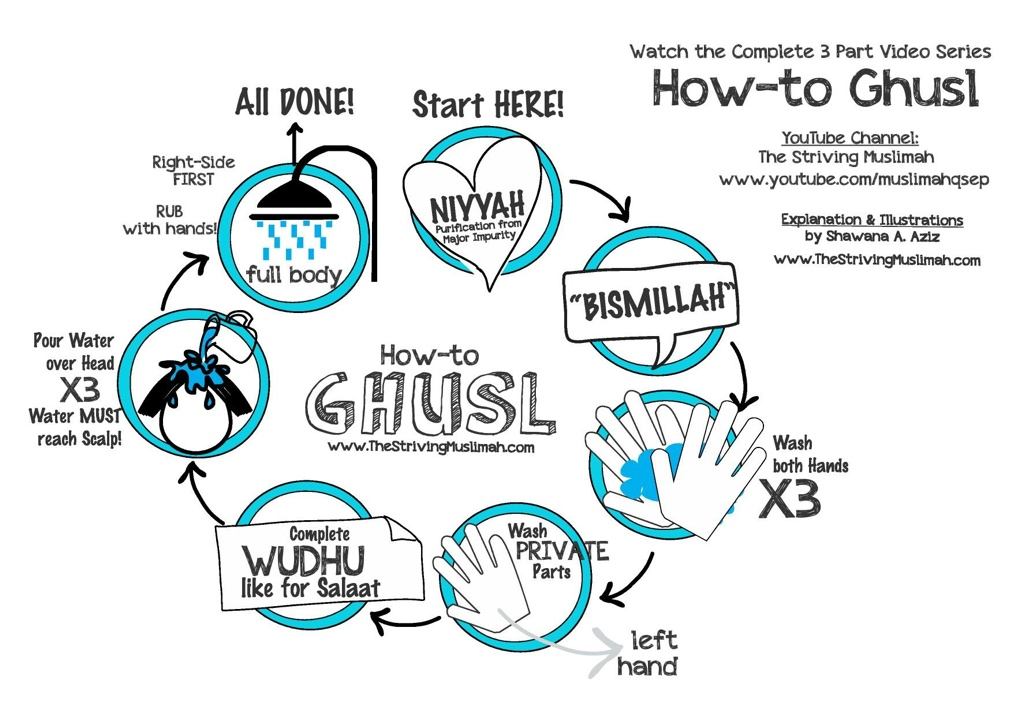 Watch the Complete 3 Part Video Series
How-to Ghusl
YouTube Channel:
The Striving Muslimah
www.youtube.com/muslimahqsep
Explanation & Illustrations
by Shawana A. Aziz
www.TheStrivingMuslimah.com
Start HERE!
NIYYAH
Purification from
Major Impurity
"BISMILLAH"
Wash
both Hands
X3
Wash
PRIVATE
Parts
left
hand
Complete
WUDHU
like for Salaat
Pour Water
over Head
X3
Water MUST
reach Scalp!
Right-Side
FIRST
RUB
with hands!
full body
All DONE!
How-to
GHUSL
www.TheStrivingMuslimah.com